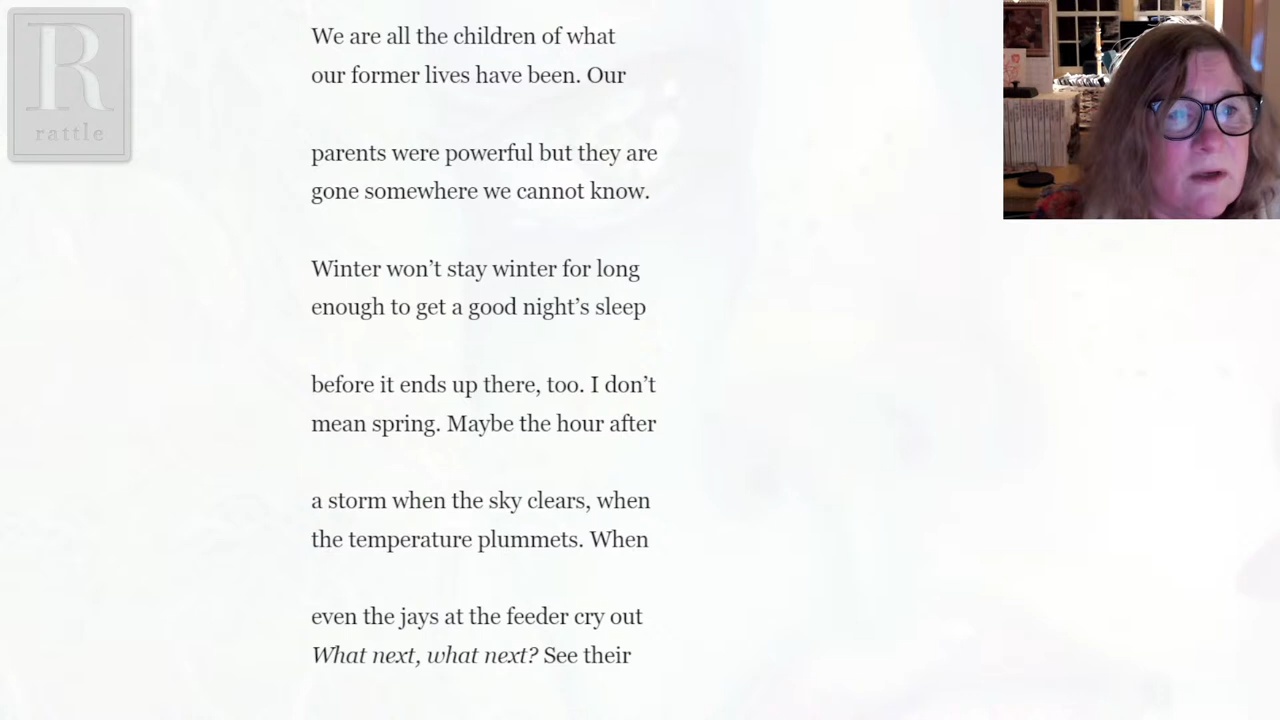 R
rattle
We are all the children of what
our former lives have been. Our
parents were powerful but they are
gone somewhere we cannot know.
Winter won’t stay winter for long
enough to get a good night’s sleep
before it ends up there, too. I don’t
mean spring. Maybe the hour after
a storm when the sky clears, when
the temperature plummets. When
even the jays at the feeder cry out
What next, what next? See their